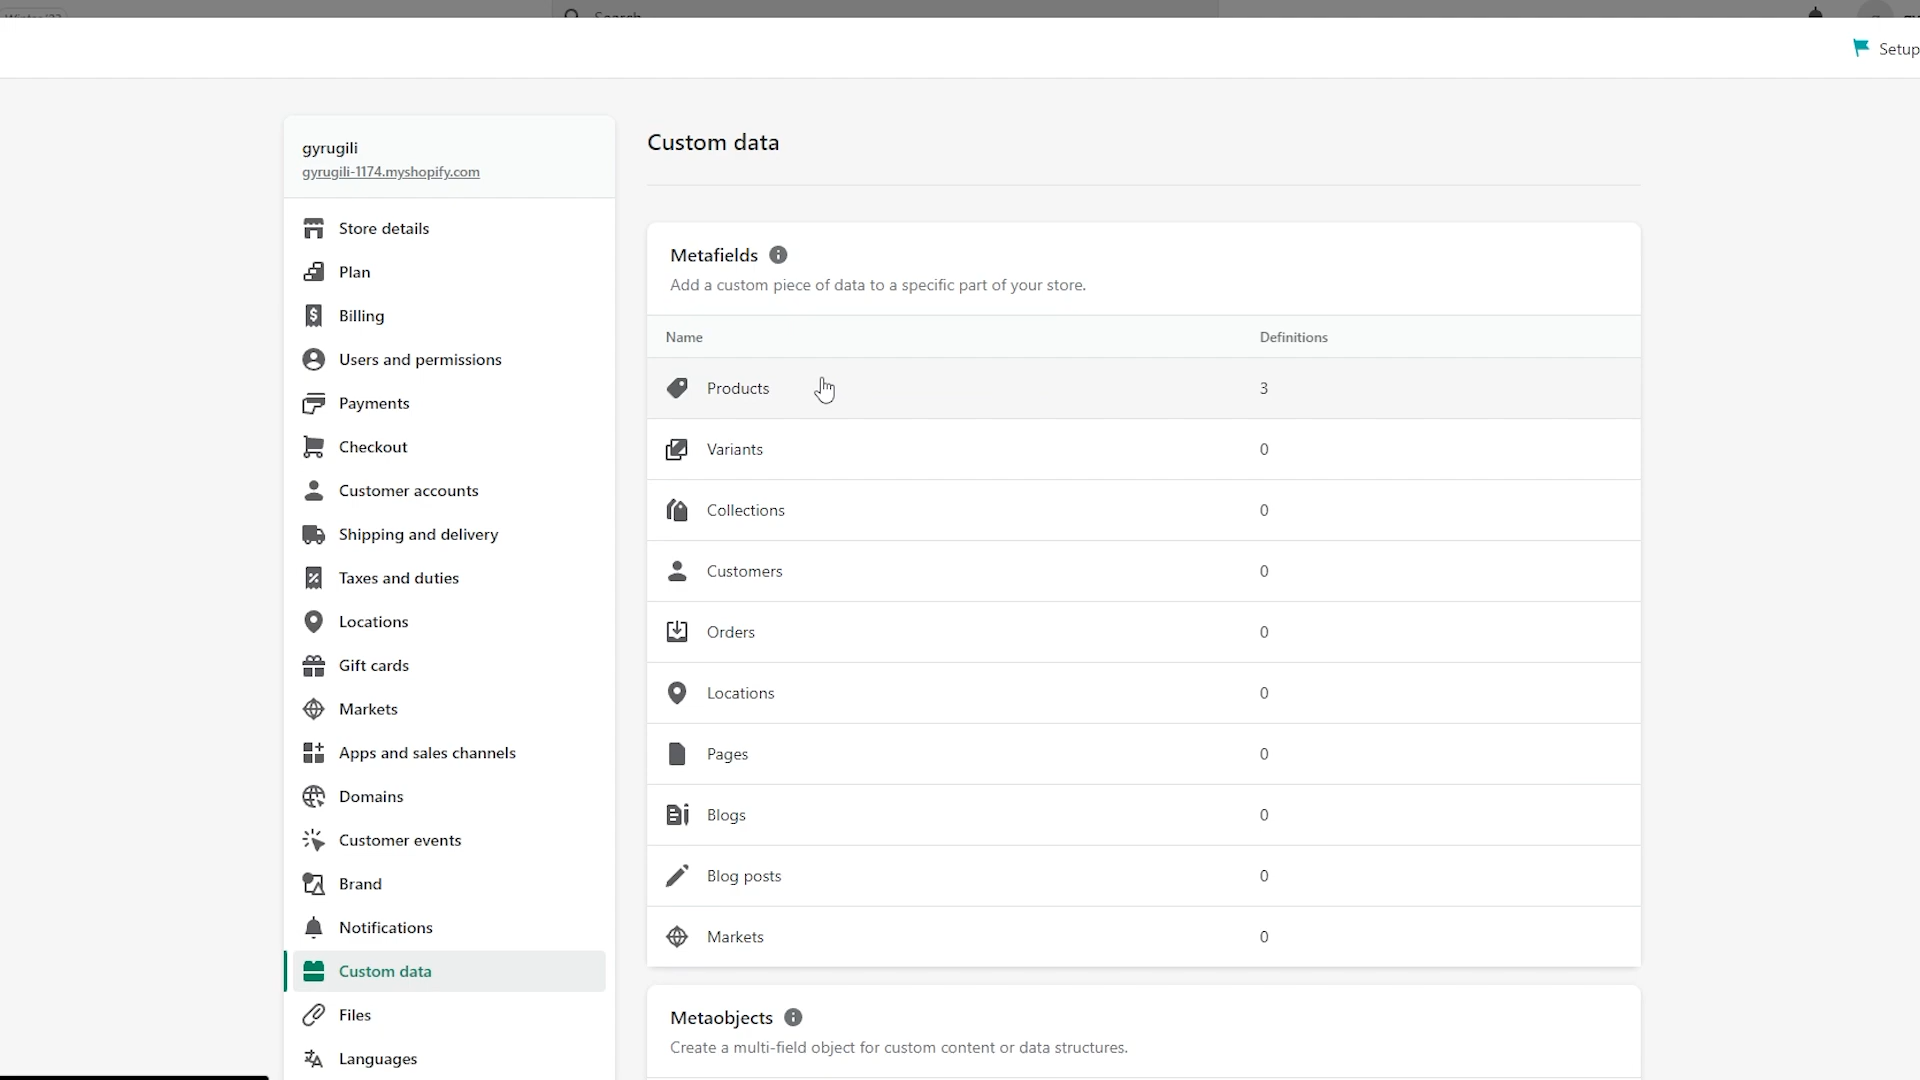 Search
Setup
gyrugili
gyrugili-1174.myshopify.com
Store details
Plan
Billing
Users and permissions
Payments
Checkout
Customer accounts
Shipping and delivery
Taxes and duties
Locations
Gift cards
Markets
Apps and sales channels
Domains
Customer events
Brand
Notifications
Custom data
Files
Languages
Custom data
Metafields
Add a custom piece of data to a specific part of your store.
Name Definitions
Products 3
Variants 0
Collections 0
Customers 0
Orders 0
Locations 0
Pages 0
Blogs 0
Blog posts 0
Markets 0
Metaobjects
Create a multi-field object for custom content or data structures.